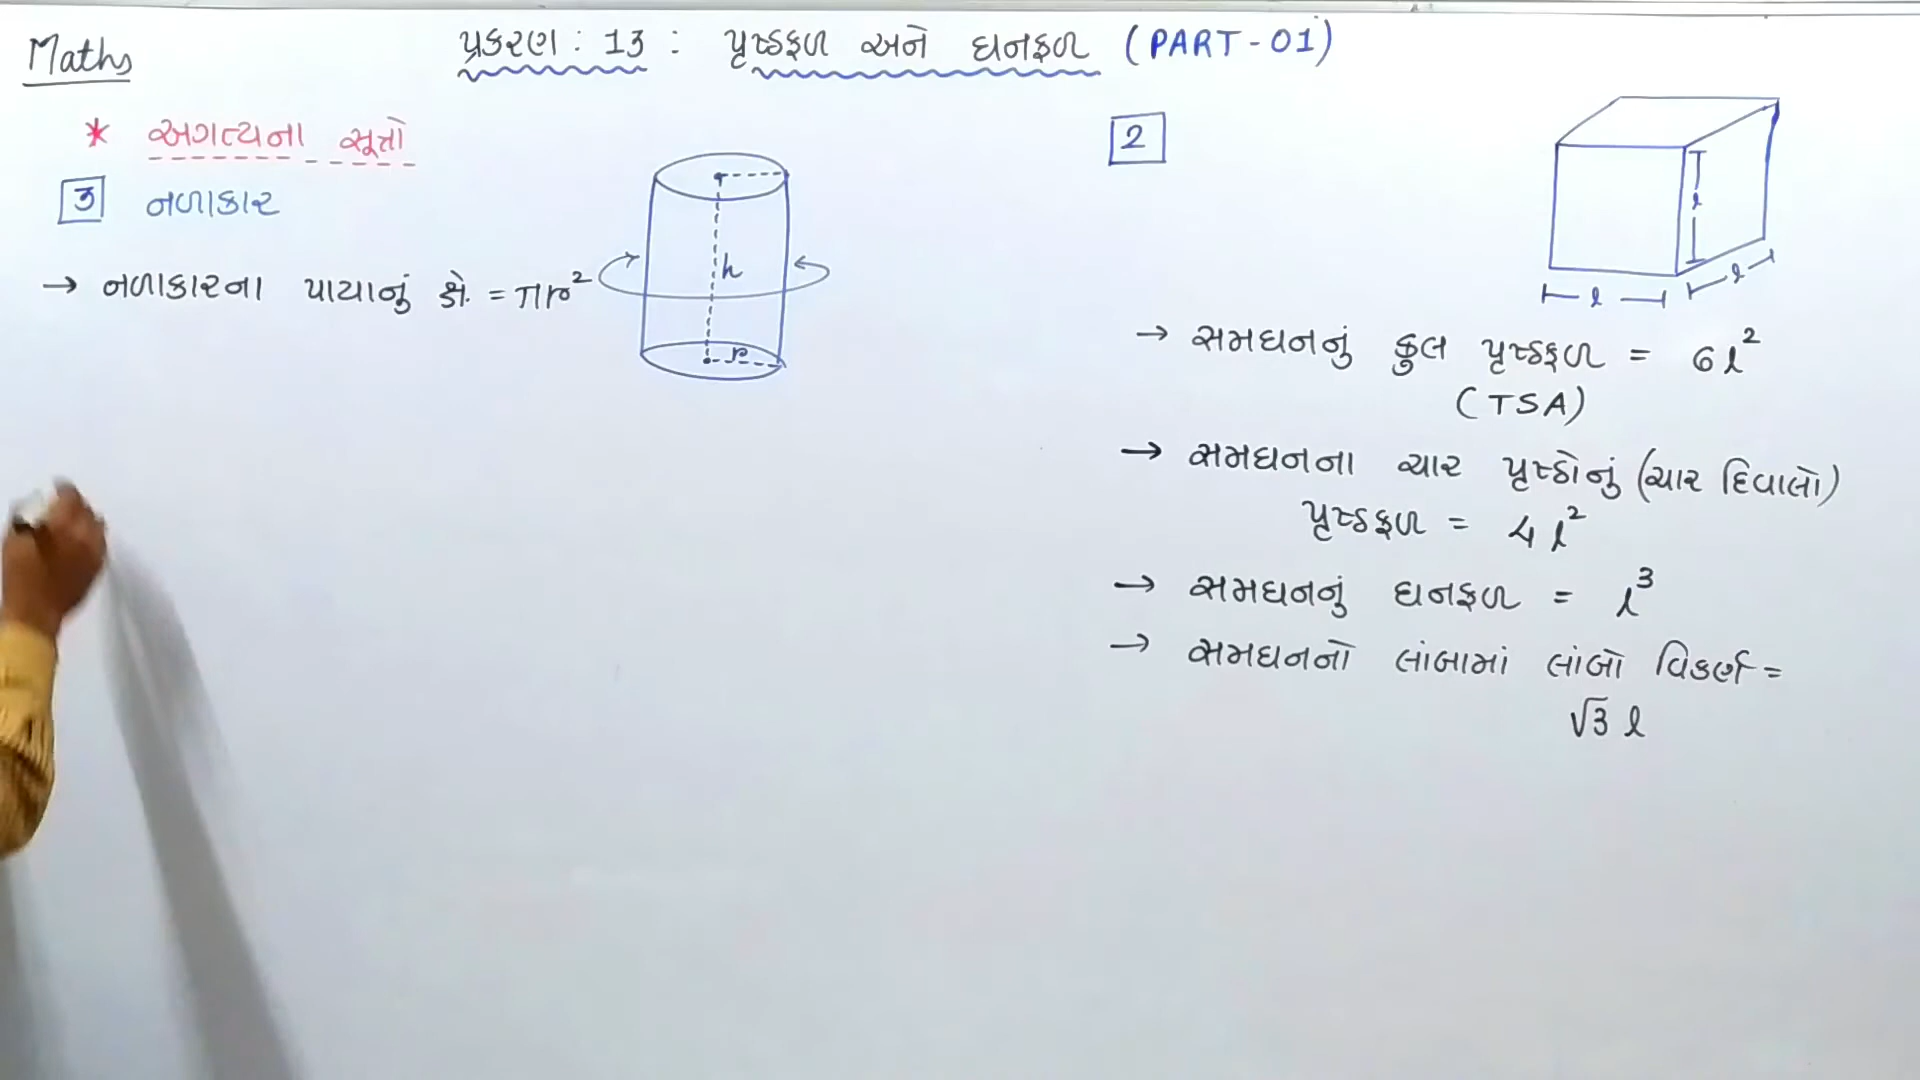 Maths
પ્રકરણ : 13 : પૃષ્ઠફળ અને ઘનફળ (PART-01)
* અગત્યના સૂત્રો
3 નળાકાર
→ નળાકારના પાયાનું ક્ષે. = πr²
h
r
2
l
l
l
→ સમઘનનું કુલ પૃષ્ઠફળ = 6l²
(TSA)
→ સમઘનના ચાર પૃષ્ઠોનું (ચાર દિવાલો)
પૃષ્ઠફળ = 4l²
→ સમઘનનું ઘનફળ = l³
→ સમઘનનો લાંબામાં લાંબો વિકર્ણ =
√3 l